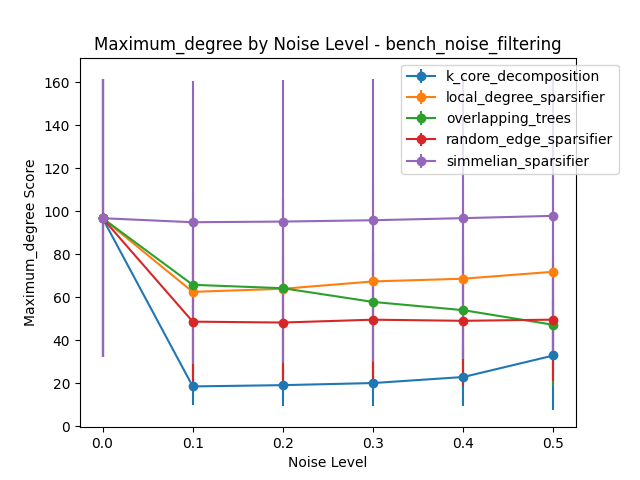 Maximum_degree by Noise Level - bench_noise_filtering
k_core_decomposition
local_degree_sparsifier
overlapping_trees
random_edge_sparsifier
simmelian_sparsifier
Maximum_degree Score
160
140
120
100
80
60
40
20
0
0.0 0.1 0.2 0.3 0.4 0.5
Noise Level